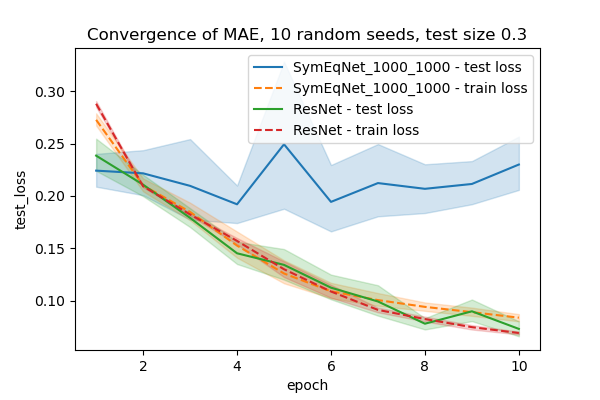 Convergence of MAE, 10 random seeds, test size 0.3
SymEqNet_1000_1000 - test loss
SymEqNet_1000_1000 - train loss
ResNet - test loss
ResNet - train loss
test_loss
0.30
0.25
0.20
0.15
0.10
2 4 6 8 10
epoch